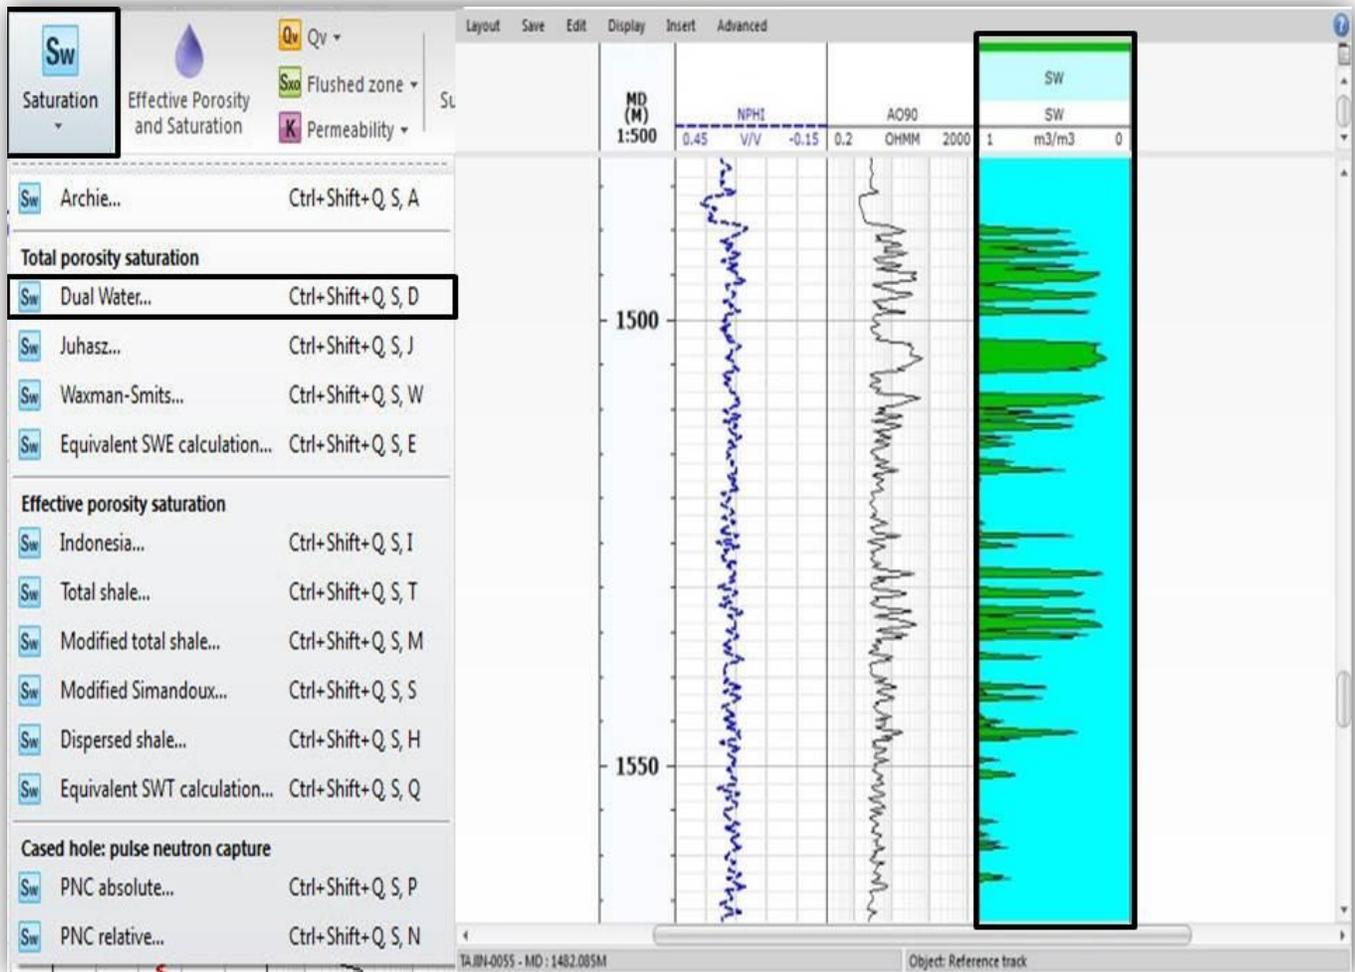 Sw
Saturation
Effective Porosity
and Saturation
Qv Qv
Sxo Flushed zone
K Permeability
Su
Sw Archie... Ctrl+Shift+Q, S, A
Total porosity saturation
Sw Dual Water... Ctrl+Shift+Q, S, D
Sw Juhasz... Ctrl+Shift+Q, S, J
Sw Waxman-Smits... Ctrl+Shift+Q, S, W
Sw Equivalent SWE calculation... Ctrl+Shift+Q, S, E
Effective porosity saturation
Sw Indonesia... Ctrl+Shift+Q, S, I
Sw Total shale... Ctrl+Shift+Q, S, T
Sw Modified total shale... Ctrl+Shift+Q, S, M
Sw Modified Simandoux... Ctrl+Shift+Q, S, S
Sw Dispersed shale... Ctrl+Shift+Q, S, H
Sw Equivalent SWT calculation... Ctrl+Shift+Q, S, Q
Cased hole: pulse neutron capture
Sw PNC absolute... Ctrl+Shift+Q, S, P
Sw PNC relative... Ctrl+Shift+Q, S, N
Layout Save Edit Display Insert Advanced
?
MD
(M)
1:500
NPHI
0.45 V/V -0.15
AO90
0.2 OHMM 2000
SW
SW
1 m3/m3 0
1500
1550
TAJIN-0055 - MD : 1482.085M
Object: Reference track